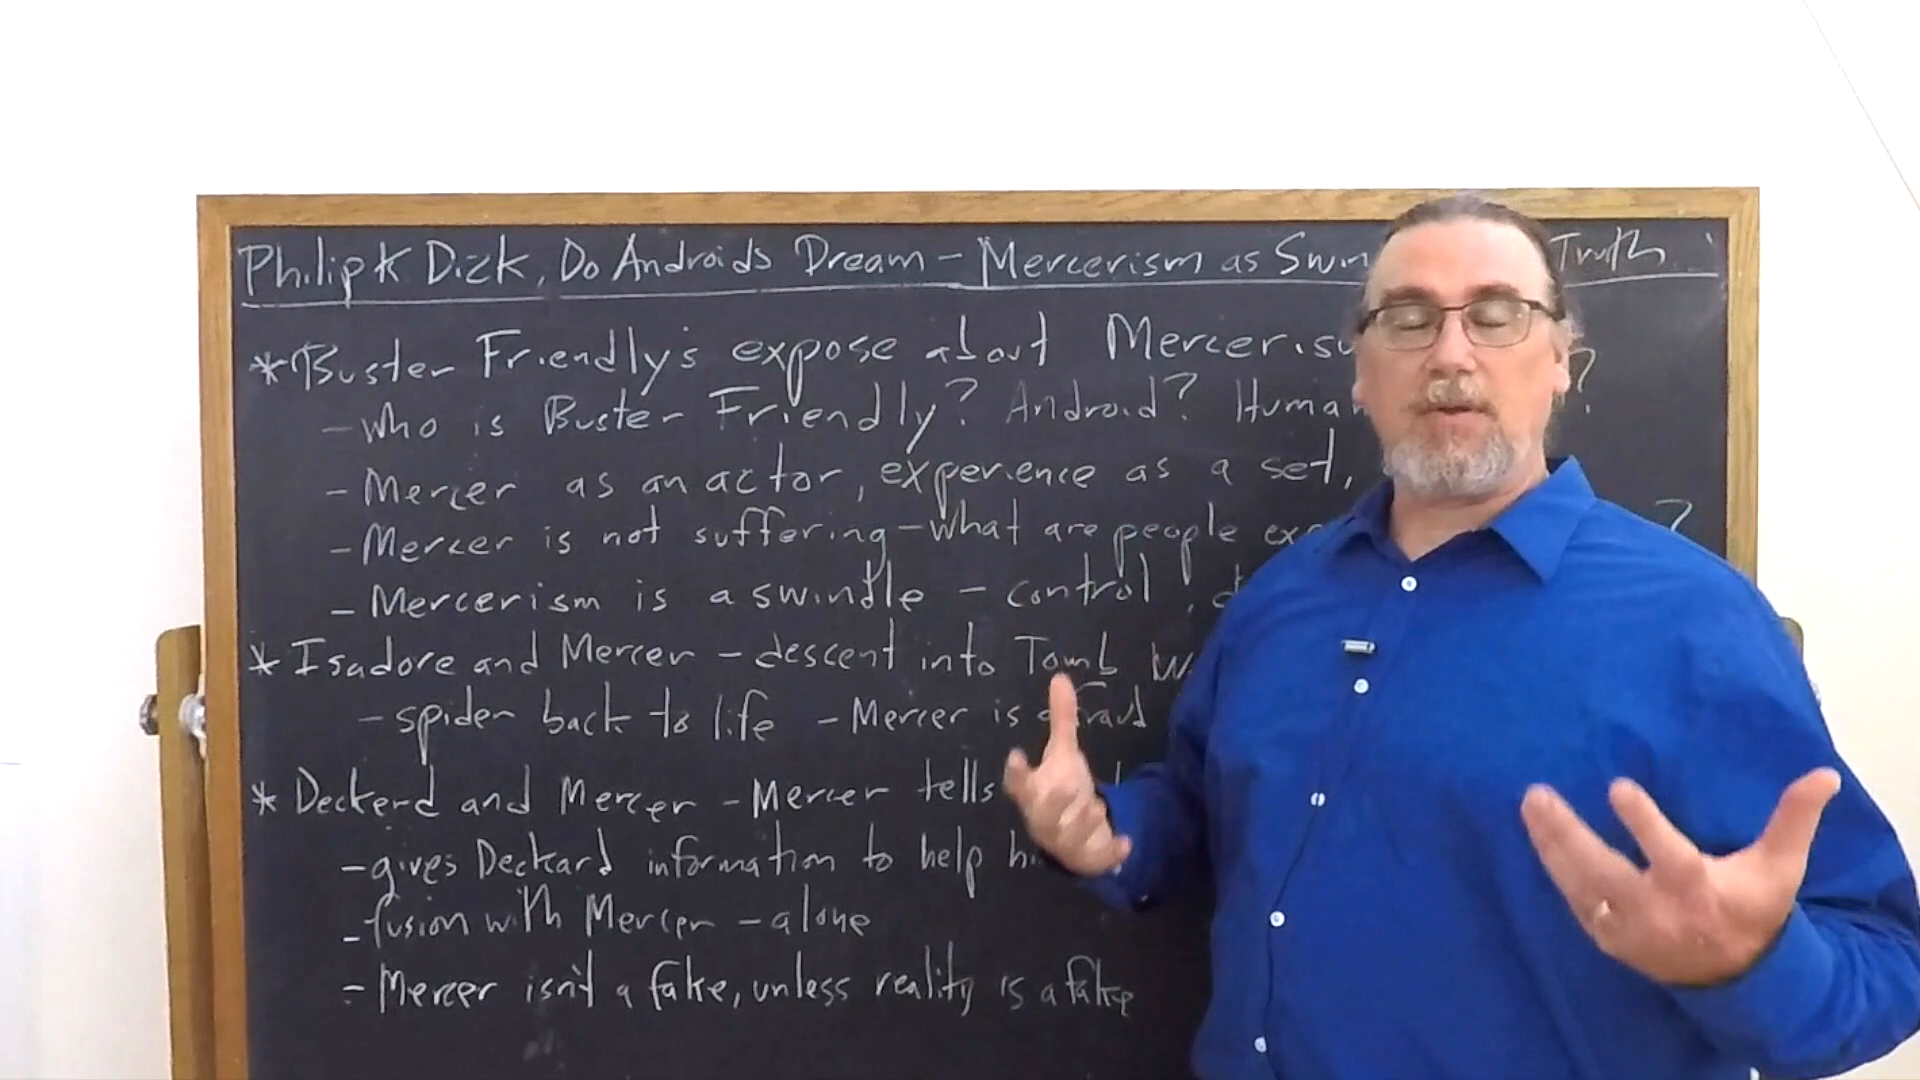 Philip K Dick, Do Androids Dream - Mercerism as Swin Truth
* Buster Friendly's expose about Mercerism
- Who is Buster Friendly? Android? Human ?
- Mercer as an actor, experience as a set,
- Mercer is not suffering - what are people ?
- Mercerism is a swindle - control,
* Isadore and Mercer - descent into Tomb
- spider back to life - Mercer is a fraud
* Deckerd and Mercer - Mercer tells
- gives Deckard information to help
- fusion with Mercer - alone
- Mercer isn't a fake, unless reality is a fake